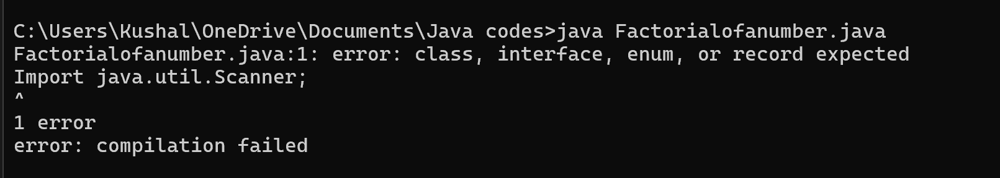 C:\Users\Kushal\OneDrive\Documents\Java codes>java Factorialofanumber.java
Factorialofanumber.java:1: error: class, interface, enum, or record expected
Import java.util.Scanner;
^
1 error
error: compilation failed